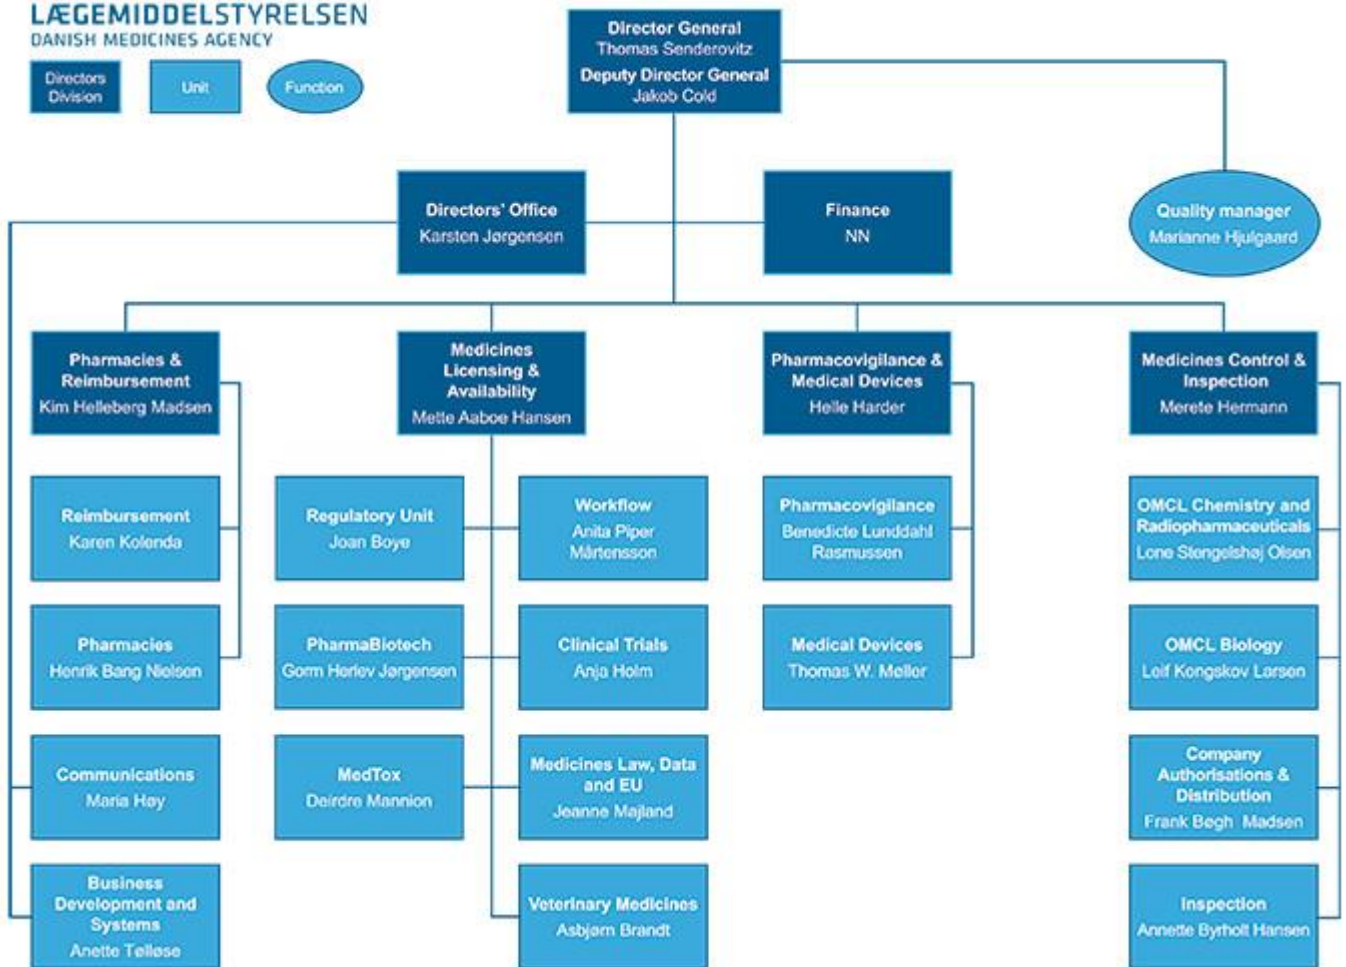 LÆGEMIDDELSTYRELSEN
DANISH MEDICINES AGENCY
Directors
Division
Unit
Function
Director General
Thomas Senderovitz
Deputy Director General
Jakob Cold
Directors' Office
Karsten Jørgensen
Finance
NN
Quality manager
Marianne Hjulgaard
Pharmacies &
Reimbursement
Kim Helleberg Madsen
Medicines
Licensing &
Availability
Mette Aaboe Hansen
Pharmacovigilance &
Medical Devices
Helle Harder
Medicines Control &
Inspection
Merete Hermann
Reimbursement
Karen Kolenda
Regulatory Unit
Joan Boye
Workflow
Anita Piper
Mårtensson
Pharmacovigilance
Benedicte Lunddahl
Rasmussen
OMCL Chemistry and
Radiopharmaceuticals
Lone Stengelshøj Olsen
Pharmacies
Henrik Bang Nielsen
PharmaBiotech
Gorm Herlev Jørgensen
Clinical Trials
Anja Holm
Medical Devices
Thomas W. Møller
OMCL Biology
Leif Kongskov Larsen
Communications
Maria Høy
MedTox
Deirdre Mannion
Medicines Law, Data
and EU
Jeanne Majland
Company
Authorisations &
Distribution
Frank Bøgh Madsen
Business
Development and
Systems
Anette Tølløse
Veterinary Medicines
Asbjørn Brandt
Inspection
Annette Byrholt Hansen